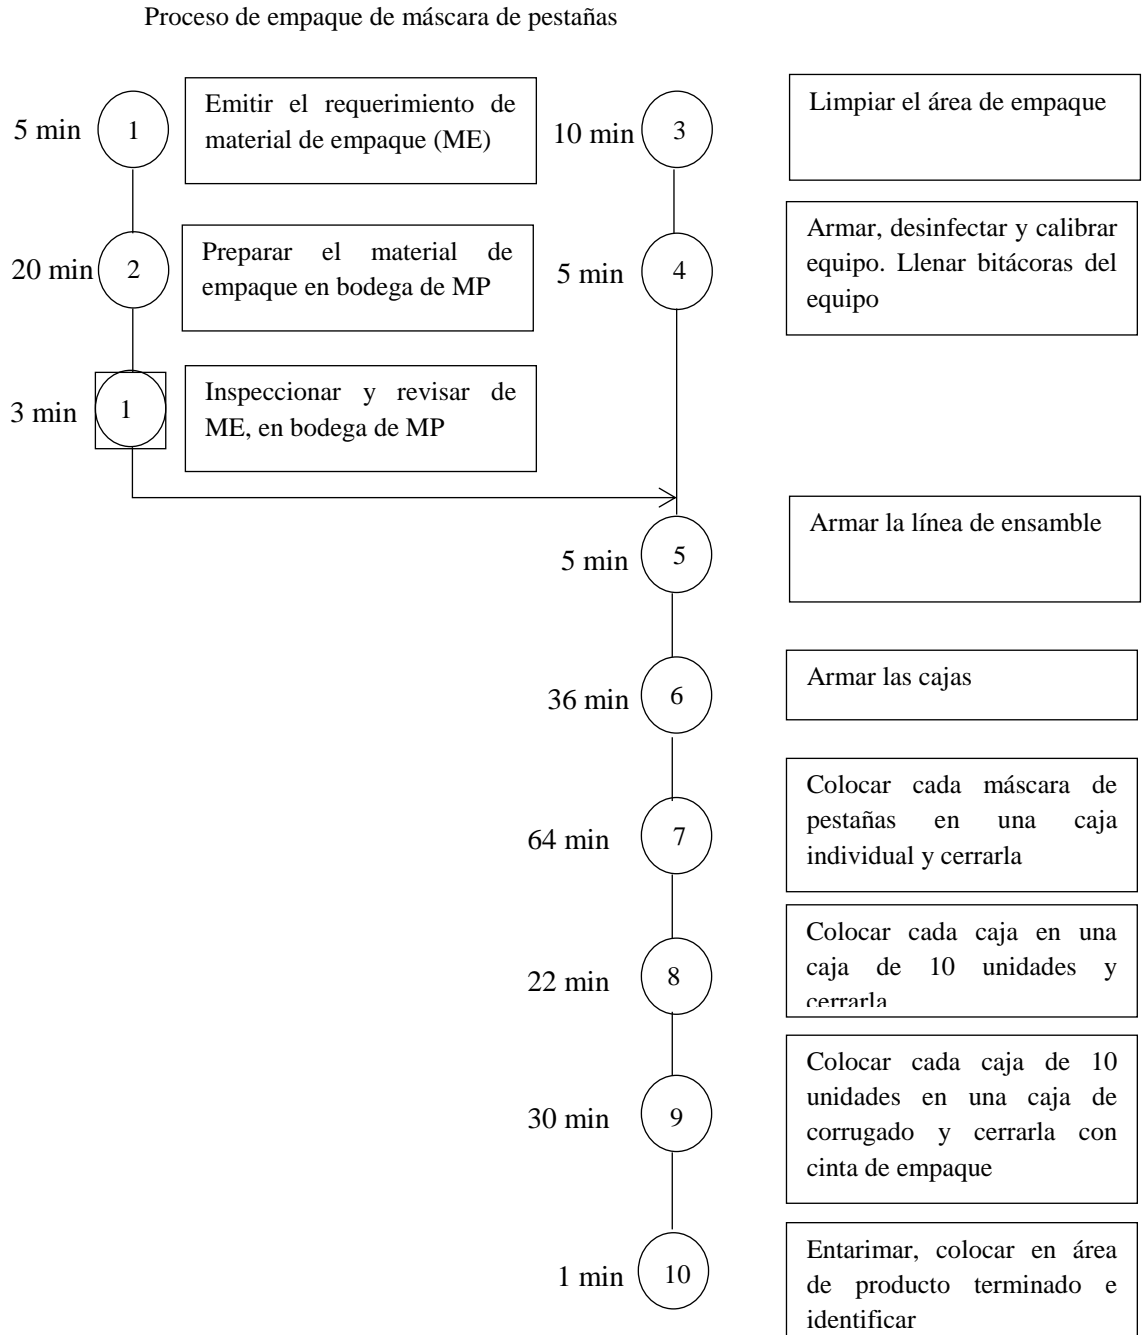 Proceso de empaque de máscara de pestañas
5 min
1
Emitir el requerimiento de
material de empaque (ME)
10 min
3
Limpiar el área de empaque
20 min
2
Preparar el material de
empaque en bodega de MP
5 min
4
Armar, desinfectar y calibrar
equipo. Llenar bitácoras del
equipo
3 min
1
Inspeccionar y revisar de
ME, en bodega de MP
5 min
5
Armar la línea de ensamble
36 min
6
Armar las cajas
64 min
7
Colocar cada máscara de
pestañas en una caja
individual y cerrarla
22 min
8
Colocar cada caja en una
caja de 10 unidades y
cerrarla
30 min
9
Colocar cada caja de 10
unidades en una caja de
corrugado y cerrarla con
cinta de empaque
1 min
10
Entarimar, colocar en área
de producto terminado e
identificar